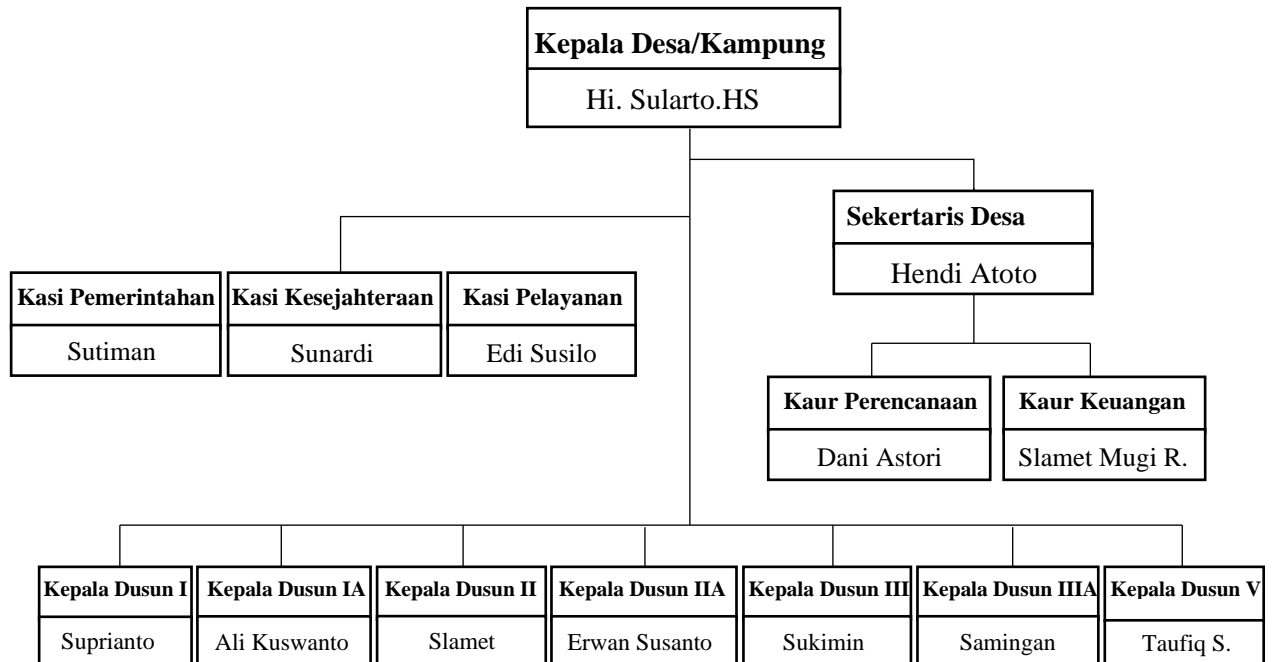 Kepala Desa/Kampung
Hi. Sularto.HS
Sekertaris Desa
Hendi Atoto
Kasi Pemerintahan
Sutiman
Kasi Kesejahteraan
Sunardi
Kasi Pelayanan
Edi Susilo
Kaur Perencanaan
Dani Astori
Kaur Keuangan
Slamet Mugi R.
Kepala Dusun I
Suprianto
Kepala Dusun IA
Ali Kuswanto
Kepala Dusun II
Slamet
Kepala Dusun IIA
Erwan Susanto
Kepala Dusun III
Sukimin
Kepala Dusun IIIA
Samingan
Kepala Dusun V
Taufiq S.